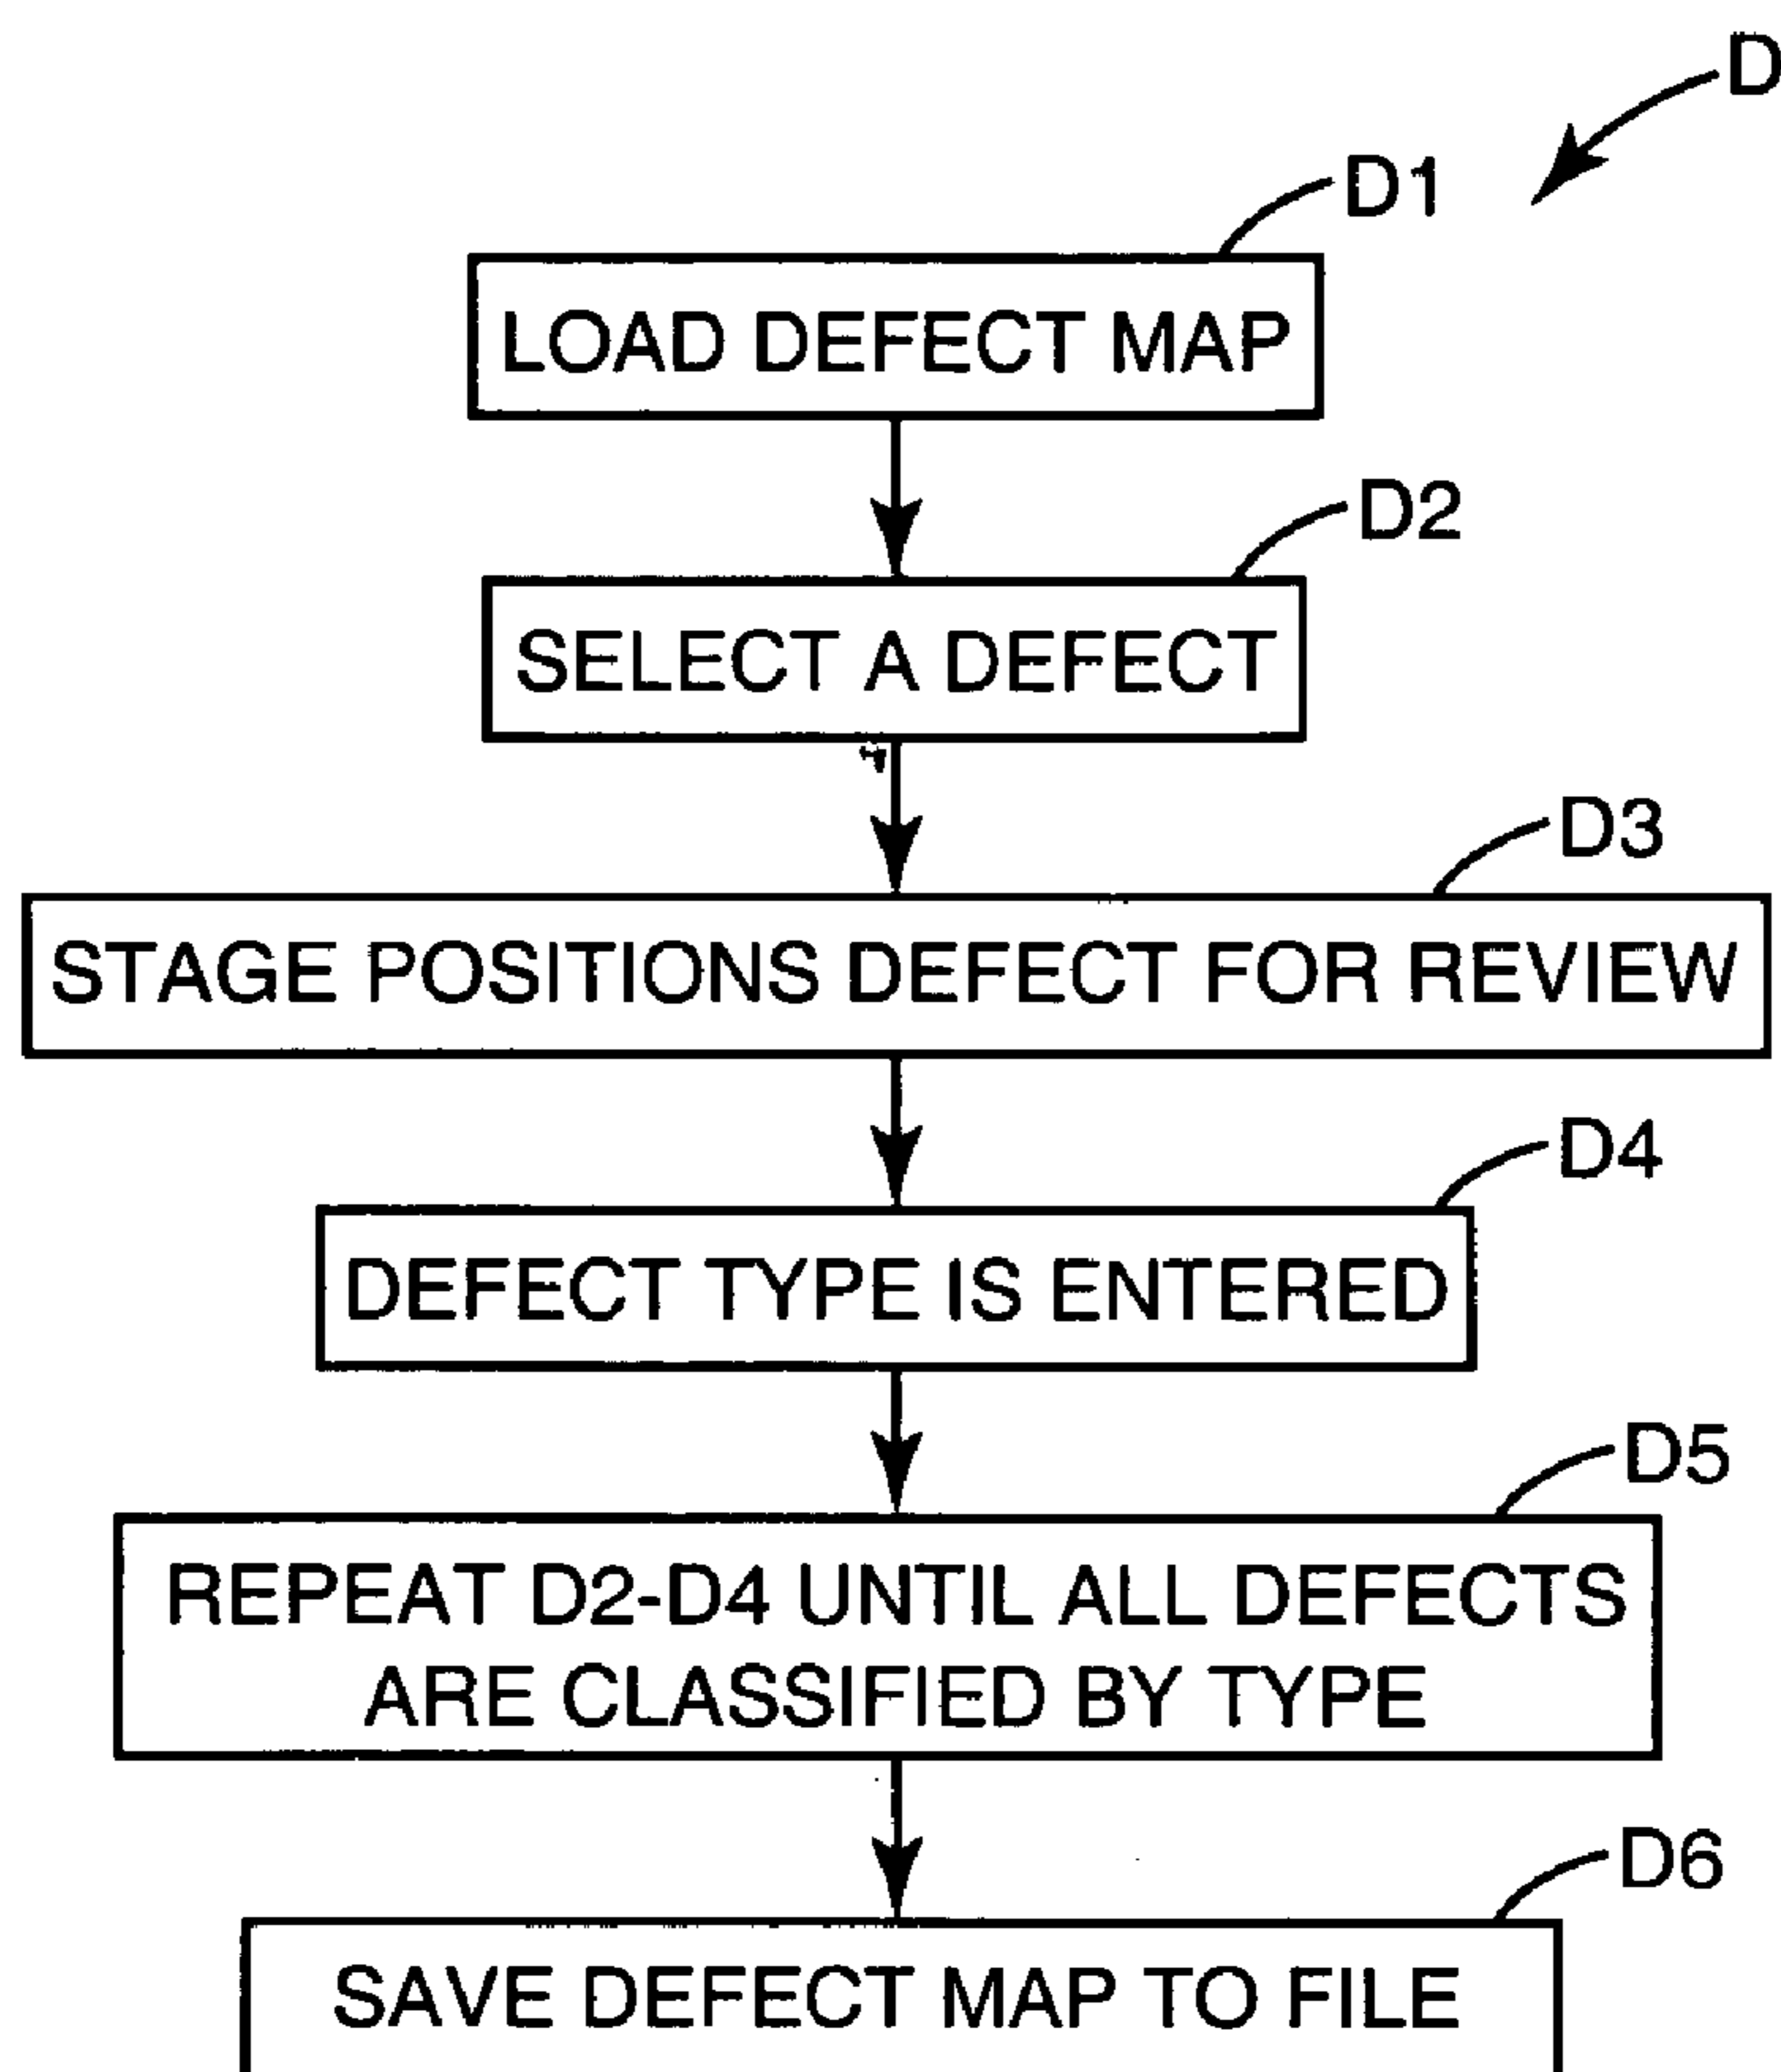 D
D1
LOAD DEFECT MAP
D2
SELECT A DEFECT
D3
STAGE POSITIONS DEFECT FOR REVIEW
D4
DEFECT TYPE IS ENTERED
D5
REPEAT D2-D4 UNTIL ALL DEFECTS
ARE CLASSIFIED BY TYPE
D6
SAVE DEFECT MAP TO FILE